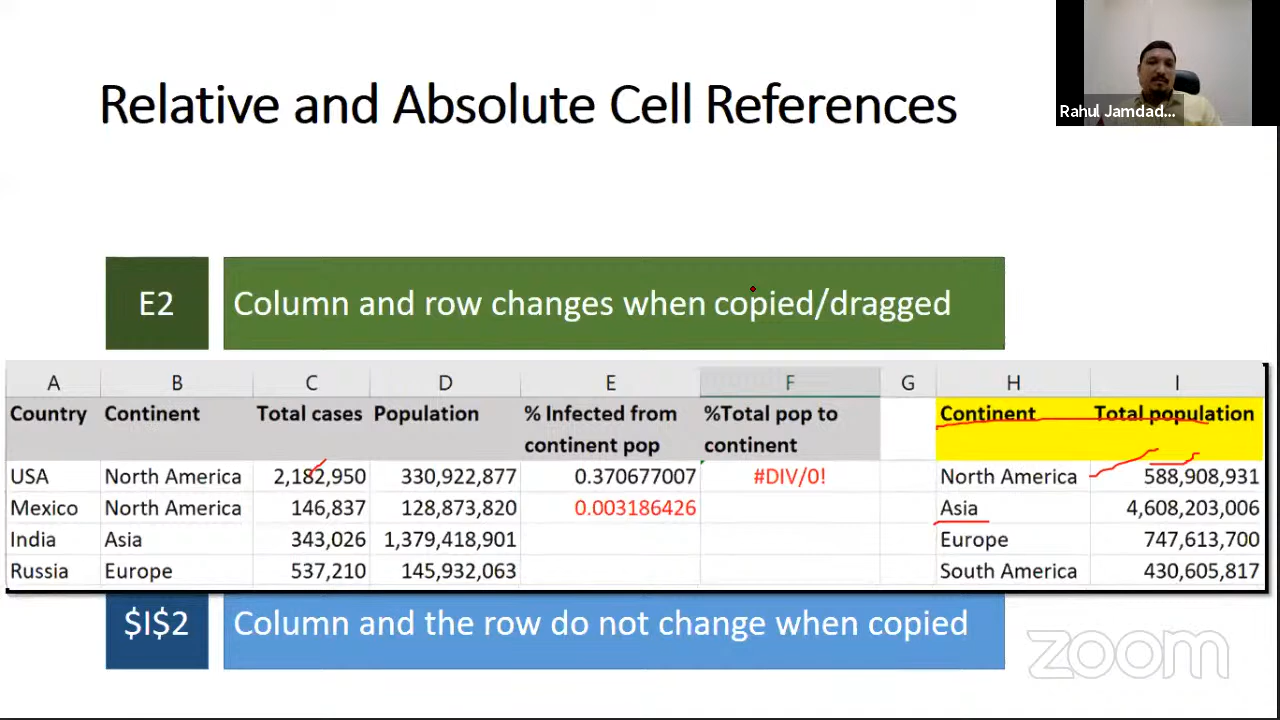 Rahul Jamdad...
Relative and Absolute Cell References
E2 Column and row changes when copied/dragged
A B C D E F G H I
Country Continent Total cases Population % Infected from continent pop %Total pop to continent Continent Total population
USA North America 2,182,950 330,922,877 0.370677007 #DIV/0! North America 588,908,931
Mexico North America 146,837 128,873,820 0.003186426 Asia 4,608,203,006
India Asia 343,026 1,379,418,901 Europe 747,613,700
Russia Europe 537,210 145,932,063 South America 430,605,817
$I$2 Column and the row do not change when copied
zoom